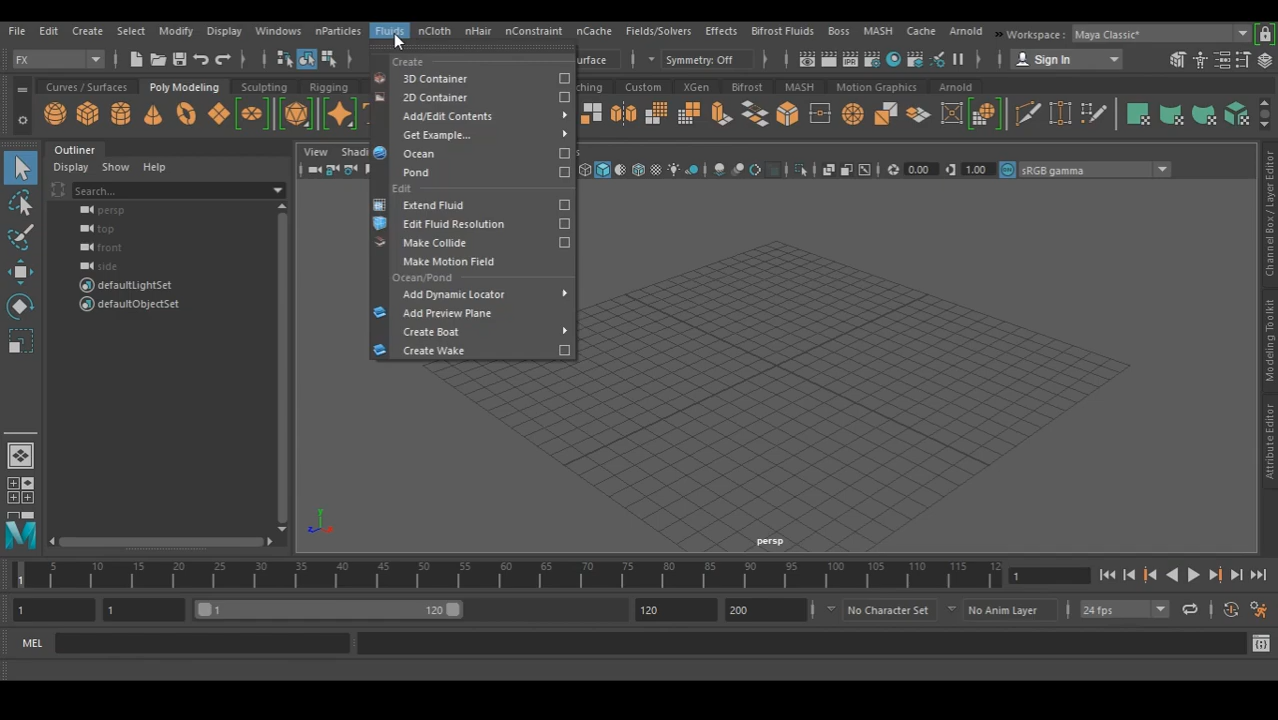 File Edit Create Select Modify Display Windows nParticles Fluids nCloth nHair nConstraint nCache Fields/Solvers Effects Bifrost Fluids Boss MASH Cache Arnold Workspace : Maya Classic*
FX Symmetry: Off Sign In
Curves / Surfaces Poly Modeling Sculpting Rigging Custom XGen Bifrost MASH Motion Graphics Arnold
Create
3D Container
2D Container
Add/Edit Contents
Get Example...
Ocean
Pond
Edit
Extend Fluid
Edit Fluid Resolution
Make Collide
Make Motion Field
Ocean/Pond
Add Dynamic Locator
Add Preview Plane
Create Boat
Create Wake
Outliner
Display Show Help
Search...
persp
top
front
side
defaultLightSet
defaultObjectSet
View
0.00 1.00 sRGB gamma
Channel Box / Layer Editor
Modeling Toolkit
Attribute Editor
y
z
persp
1 5 10 15 20 25 30 35 40 45 50 55 60 65 70 75 80 85 90 95 100 105 110 115 1
1 1 1 120 120 200 No Character Set No Anim Layer 24 fps
MEL